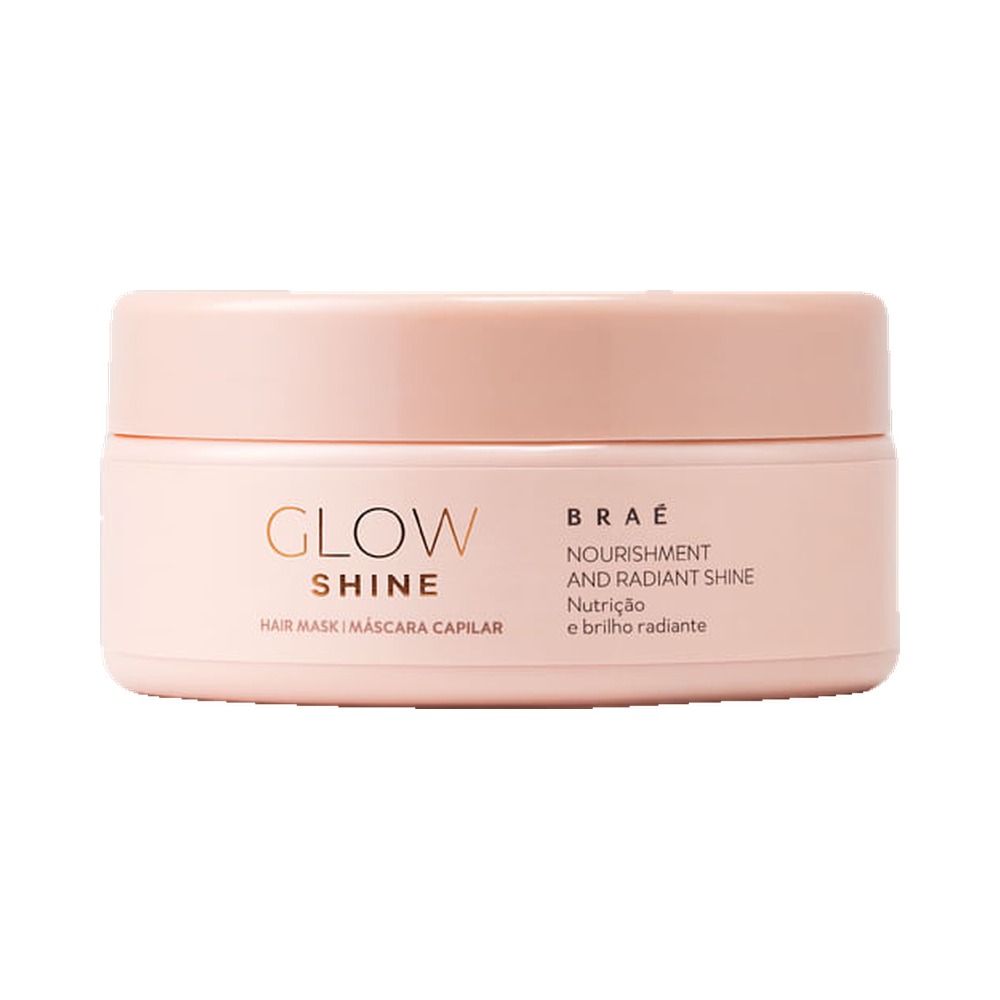 GLOW
SHINE
HAIR MASK | MÁSCARA CAPILAR
BRAÉ
NOURISHMENT
AND RADIANT SHINE
Nutrição
e brilho radiante